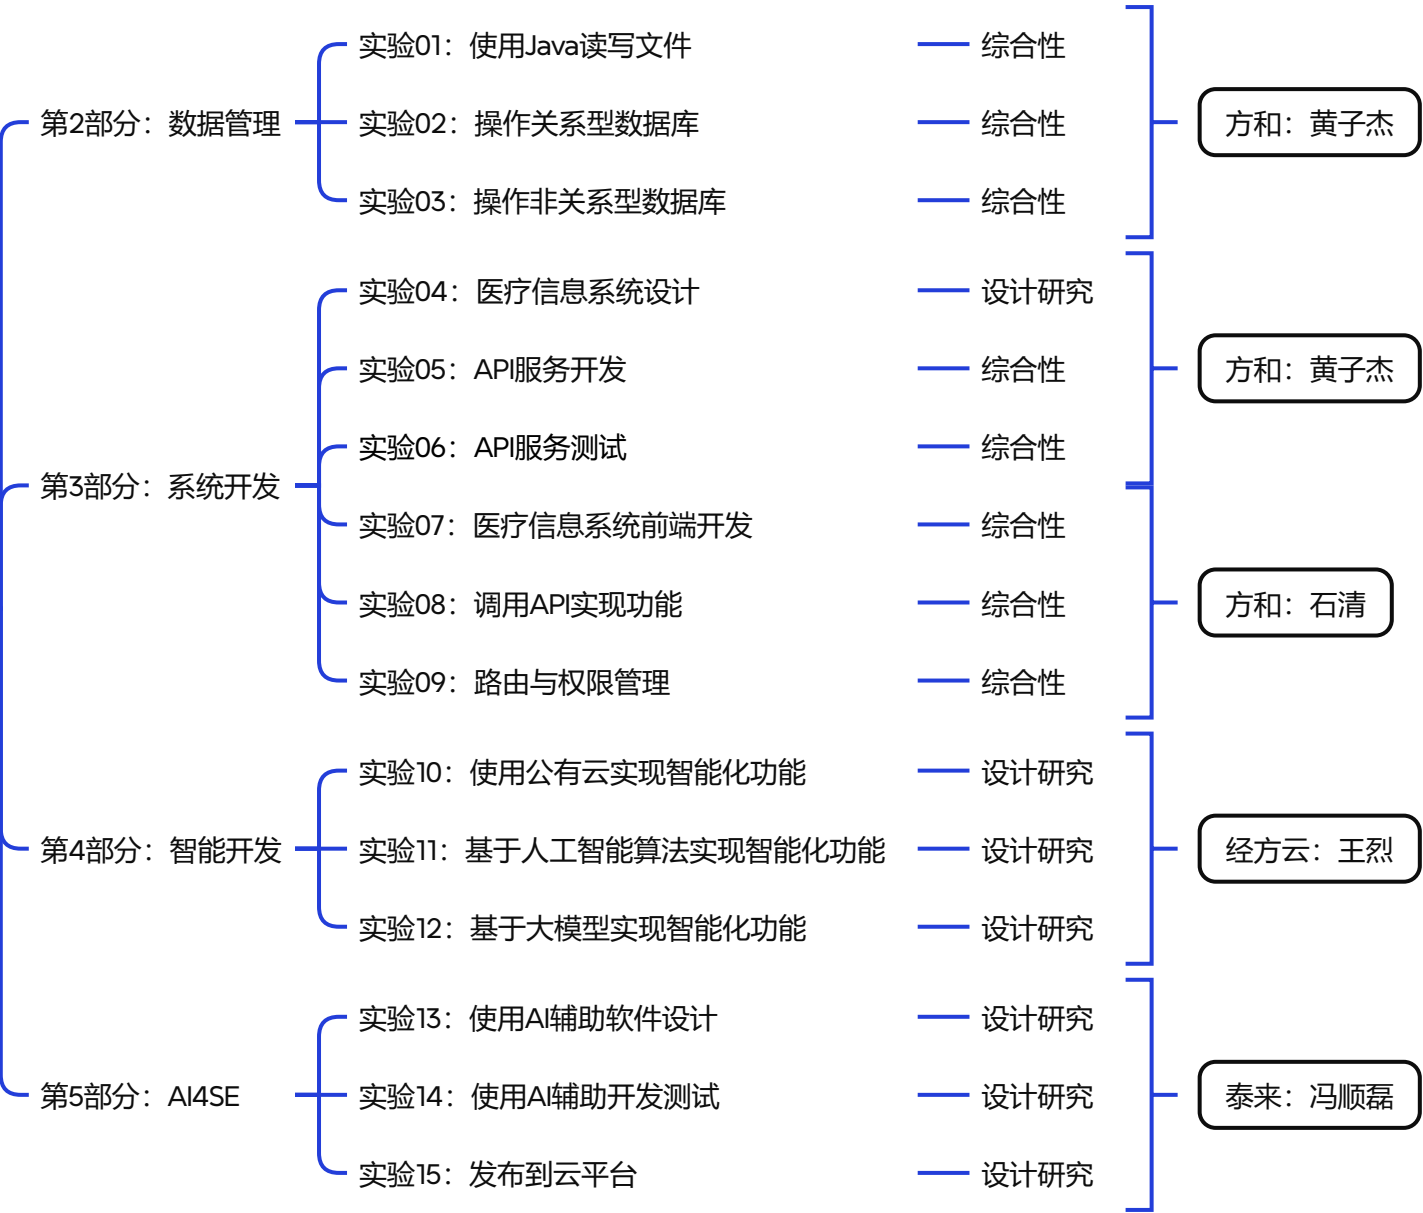 第2部分：数据管理
实验01：使用Java读写文件
综合性
实验02：操作关系型数据库
综合性
实验03：操作非关系型数据库
综合性
方和：黄子杰
第3部分：系统开发
实验04：医疗信息系统设计
设计研究
实验05：API服务开发
综合性
实验06：API服务测试
综合性
方和：黄子杰
实验07：医疗信息系统前端开发
综合性
实验08：调用API实现功能
综合性
实验09：路由与权限管理
综合性
方和：石清
第4部分：智能开发
实验10：使用公有云实现智能化功能
设计研究
实验11：基于人工智能算法实现智能化功能
设计研究
实验12：基于大模型实现智能化功能
设计研究
经方云：王烈
第5部分：AI4SE
实验13：使用AI辅助软件设计
设计研究
实验14：使用AI辅助开发测试
设计研究
实验15：发布到云平台
设计研究
泰来：冯顺磊